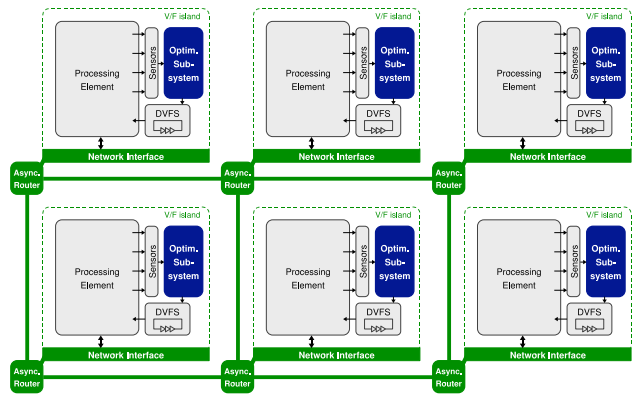 V/F island
V/F island
V/F island
Processing
Element
Sensors
Optim.
Sub-
system
DVFS
Processing
Element
Sensors
Optim.
Sub-
system
DVFS
Processing
Element
Sensors
Optim.
Sub-
system
DVFS
Network Interface
Network Interface
Network Interface
Async.
Router
Async.
Router
Async.
Router
V/F island
V/F island
V/F island
Processing
Element
Sensors
Optim.
Sub-
system
DVFS
Processing
Element
Sensors
Optim.
Sub-
system
DVFS
Processing
Element
Sensors
Optim.
Sub-
system
DVFS
Network Interface
Network Interface
Network Interface
Async.
Router
Async.
Router
Async.
Router